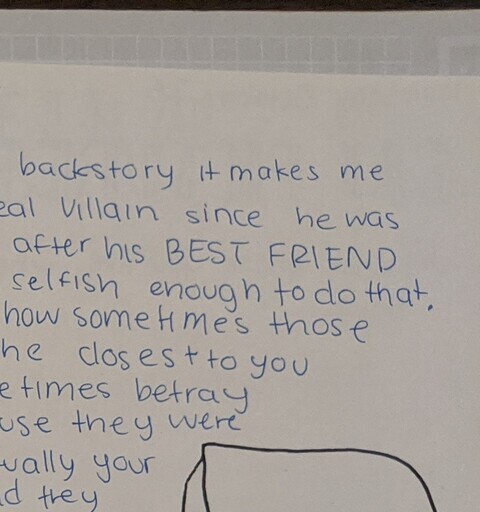 backstory it makes me
eal Villain since he was
after his BEST FRIEND
selfish enough to do that.
how sometimes those
he closest to you
etimes betray
use they were
ually your
d they